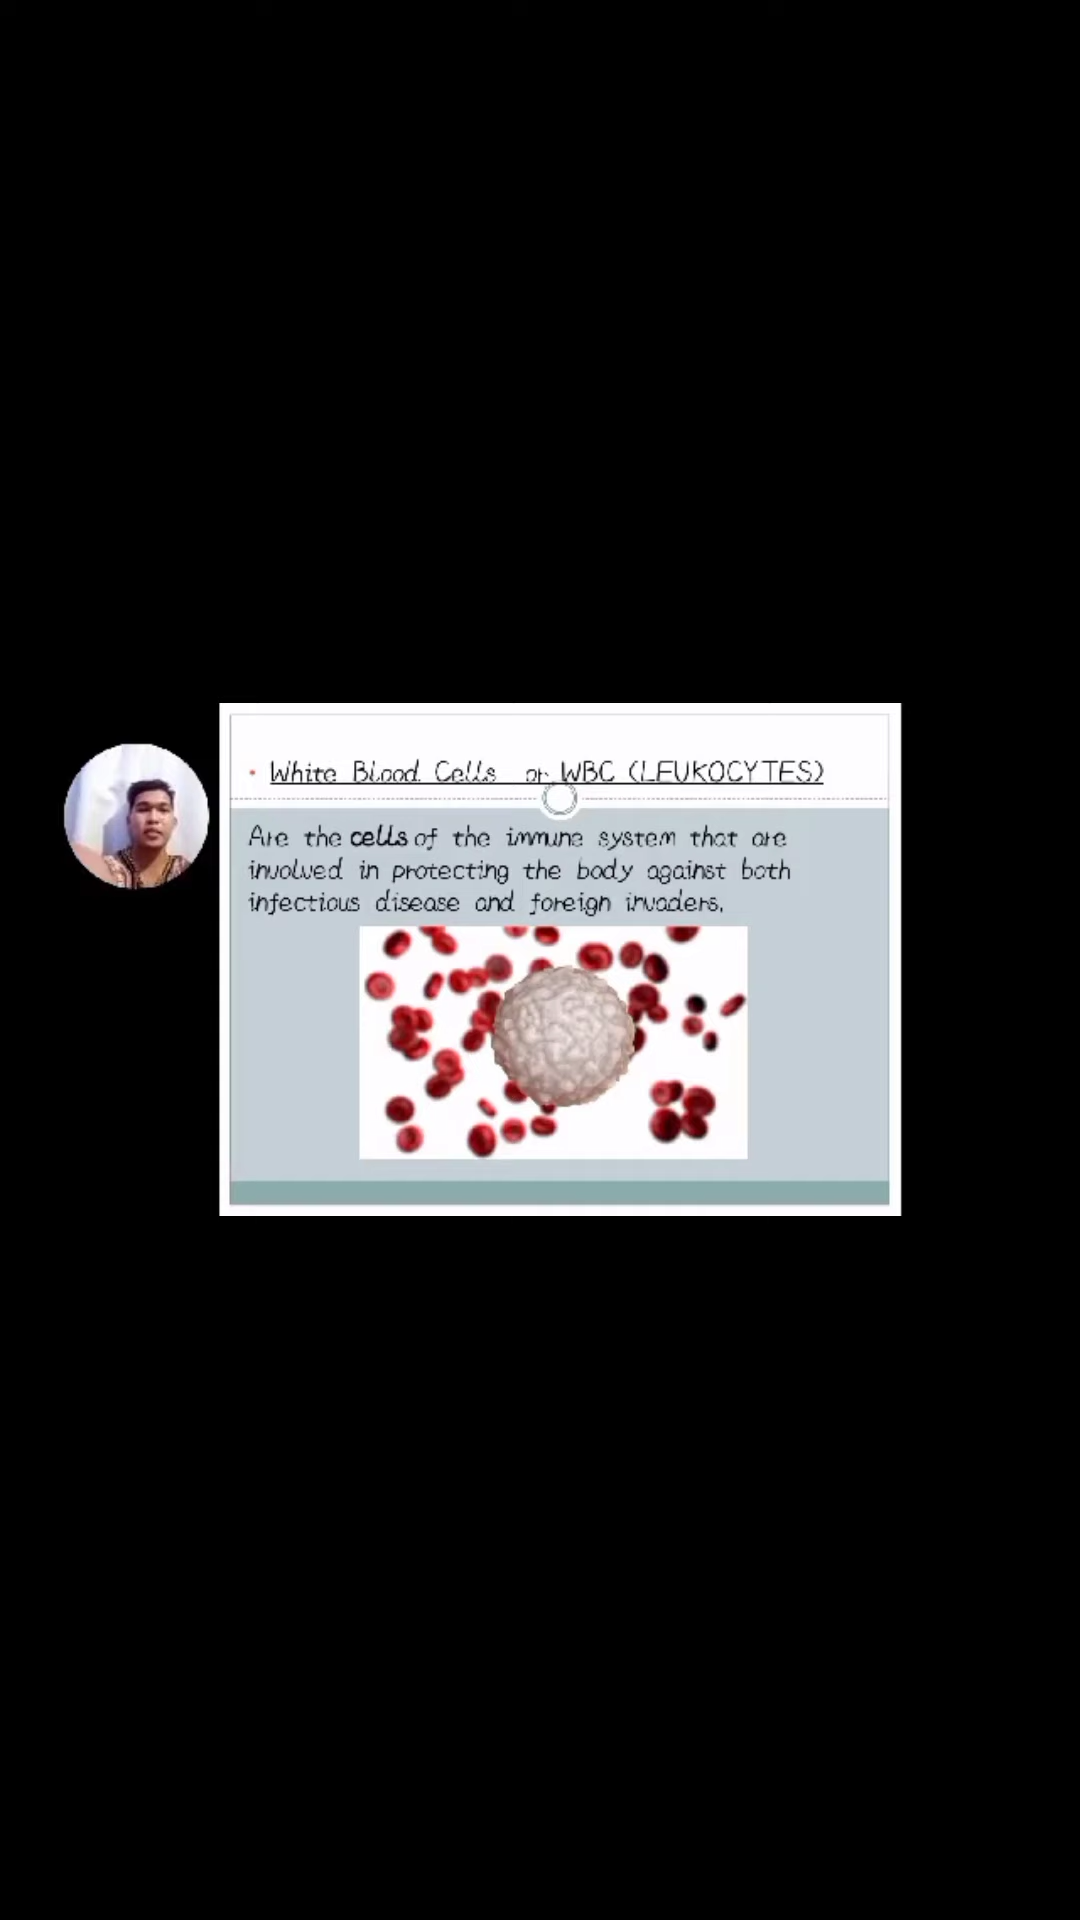 • White Blood Cells or WBC (LEUKOCYTES)
Are the cells of the immune system that are
involved in protecting the body against both
infectious disease and foreign invaders.